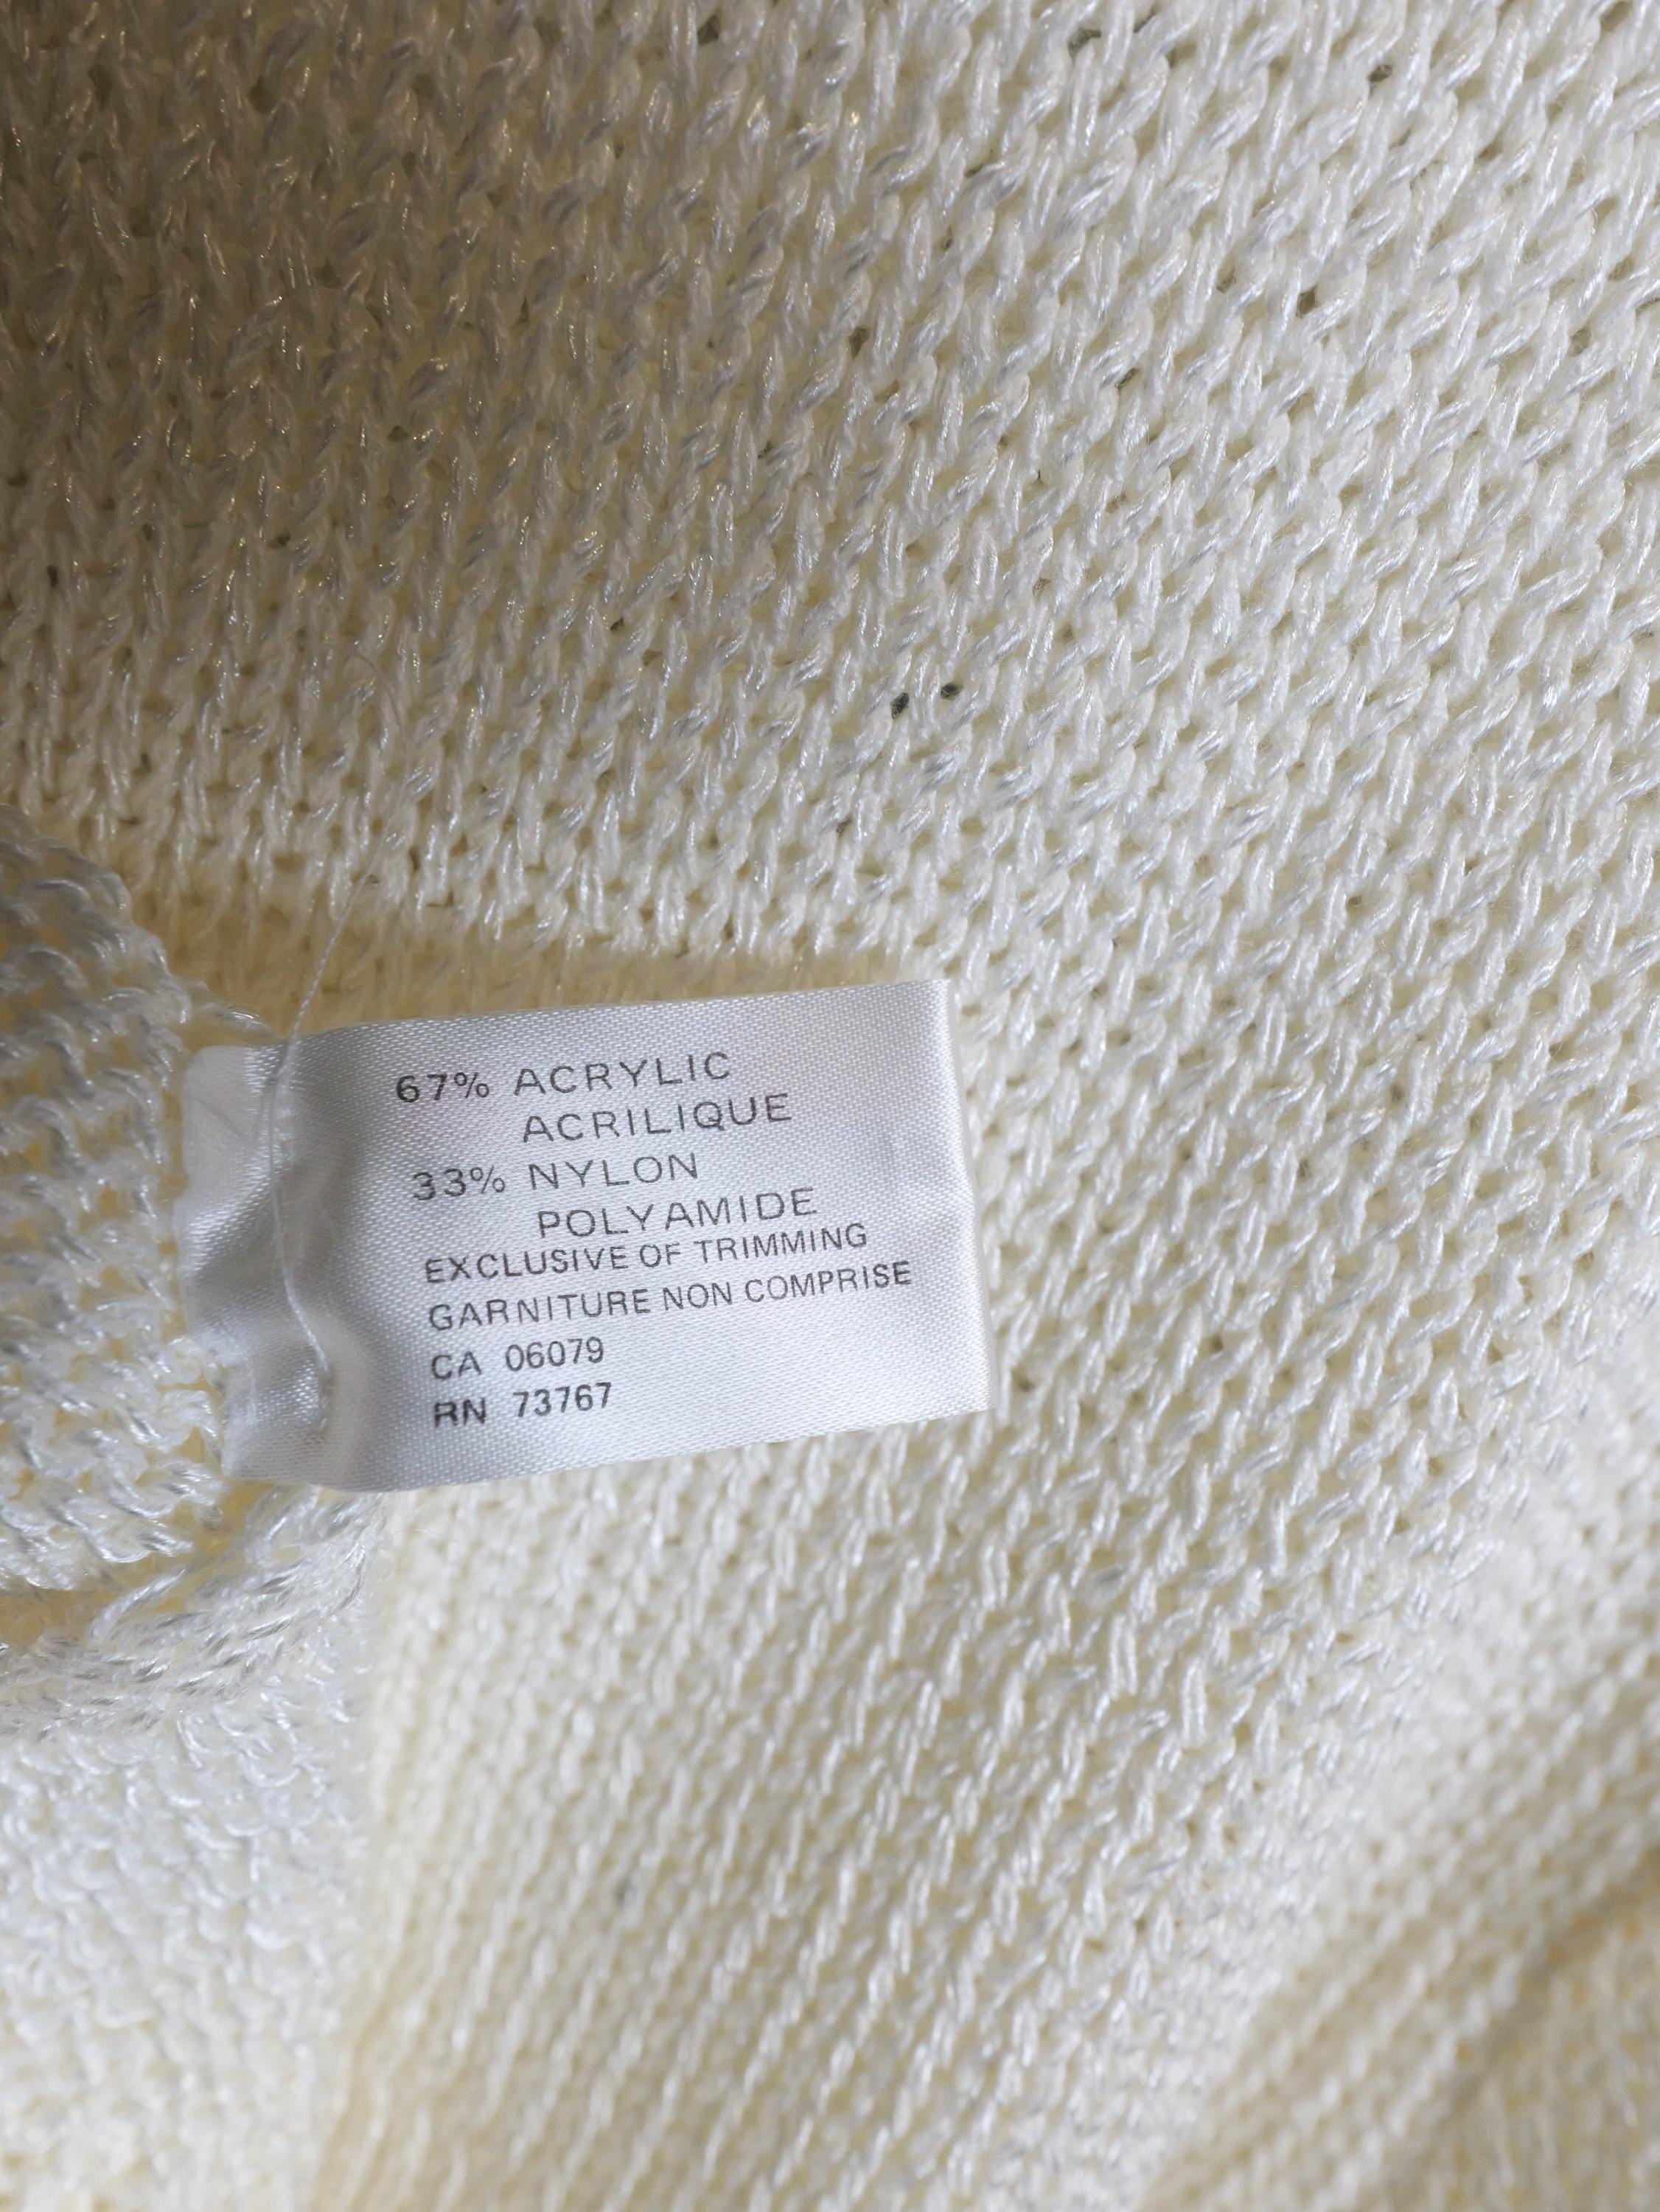 67% ACRYLIC
ACRILIQUE
33% NYLON
POLYAMIDE
EXCLUSIVE OF TRIMMING
GARNITURE NON COMPRISE
CA 06079
RN 73767